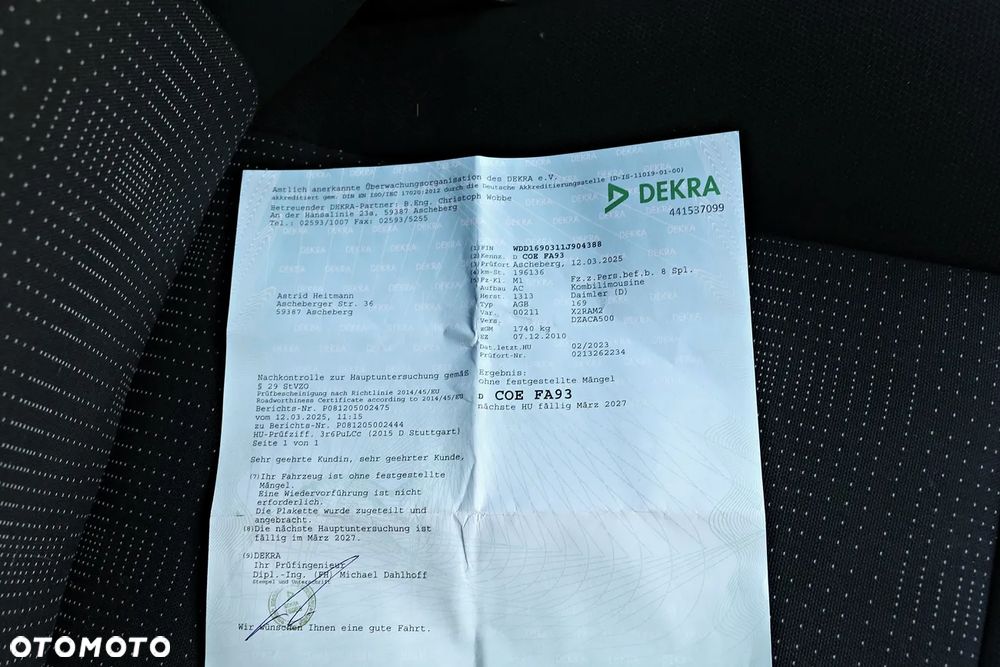 Amtlich anerkannte Überwachungsorganisation des DEKRA e.V.
akkreditiert gem. DIN EN ISO/IEC 17020:2012 durch die Deutsche Akkreditierungsstelle (D-IS-11019-01-00)
Betreuender DEKRA-Partner: B.Eng. Christoph Wobbe
An der Hansalinie 23a, 59387 Ascheberg
Tel.: 02593/1007 Fax: 02593/5255
DEKRA
441537099
(1) FIN WDD1690311J904388
(2) Kennz. D COE FA93
(3) Prüfort Ascheberg, 12.03.2025
(4) km-St. 196136
(5) Fz-Kl. M1 Fz.z.Pers.bef.b. 8 Spl.
Aufbau AC Kombilimousine
Herst. 1313 Daimler (D)
Typ AGB 169
Var. 00211 X2RAM2
Vers. DZACA500
zGM 1740 kg
EZ 07.12.2010
Dat.letzt.HU 02/2023
Prüfort-Nr. 0213262234
Astrid Heitmann
Ascheberger Str. 36
59387 Ascheberg
Nachkontrolle zur Hauptuntersuchung gemäß
§ 29 StVZO
Prüfbescheinigung nach Richtlinie 2014/45/EU
Roadworthiness Certificate according to 2014/45/EU
Berichts-Nr. P081205002475
vom 12.03.2025, 11:15
zu Berichts-Nr. P081205002444
HU-Prüfziff. 3r6PuLCc (2015 D Stuttgart)
Seite 1 von 1
Ergebnis:
ohne festgestellte Mängel
D COE FA93
nächste HU fällig März 2027
Sehr geehrte Kundin, sehr geehrter Kunde,
(7) Ihr Fahrzeug ist ohne festgestellte
Mängel.
Eine Wiedervorführung ist nicht
erforderlich.
Die Plakette wurde zugeteilt und
angebracht.
(8) Die nächste Hauptuntersuchung ist
fällig im März 2027.
(9) DEKRA
Ihr Prüfingenieur
Dipl.-Ing. (FH) Michael Dahlhoff
Stempel und Unterschrift
Wir wünschen Ihnen eine gute Fahrt.
OTOMOTO